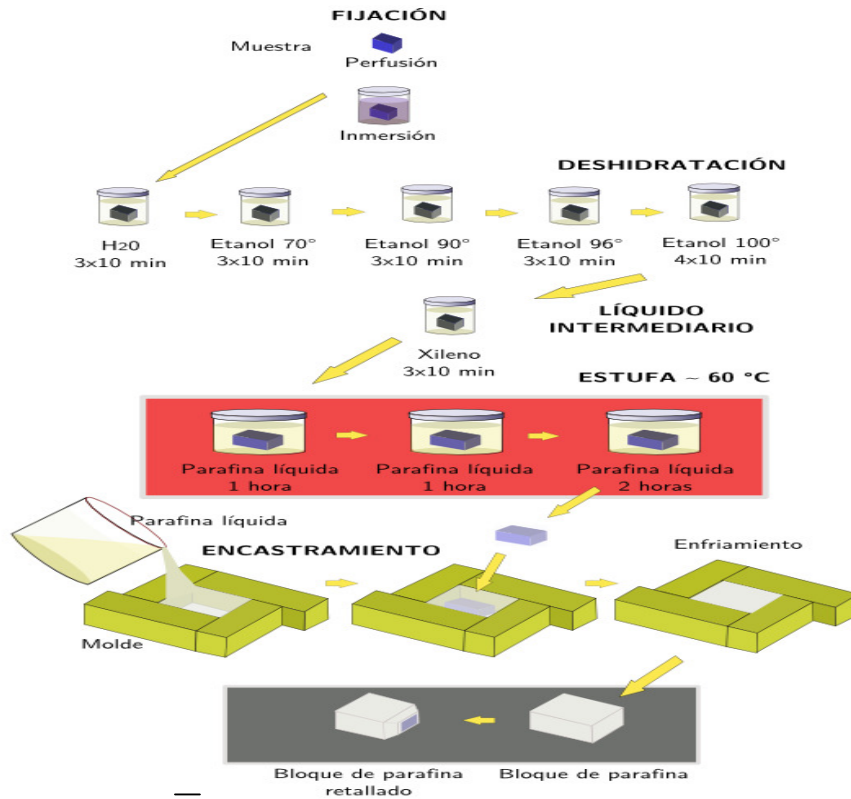 FIJACIÓN
Muestra
Perfusión
Inmersión
DESHIDRATACIÓN
H20
3x10 min
Etanol 70°
3x10 min
Etanol 90°
3x10 min
Etanol 96°
3x10 min
Etanol 100°
4x10 min
LÍQUIDO
INTERMEDIARIO
Xileno
3x10 min
ESTUFA ~ 60 °C
Parafina líquida
1 hora
Parafina líquida
1 hora
Parafina líquida
2 horas
Parafina líquida
ENCASTRAMIENTO
Enfriamiento
Molde
Bloque de parafina
retallado
Bloque de parafina